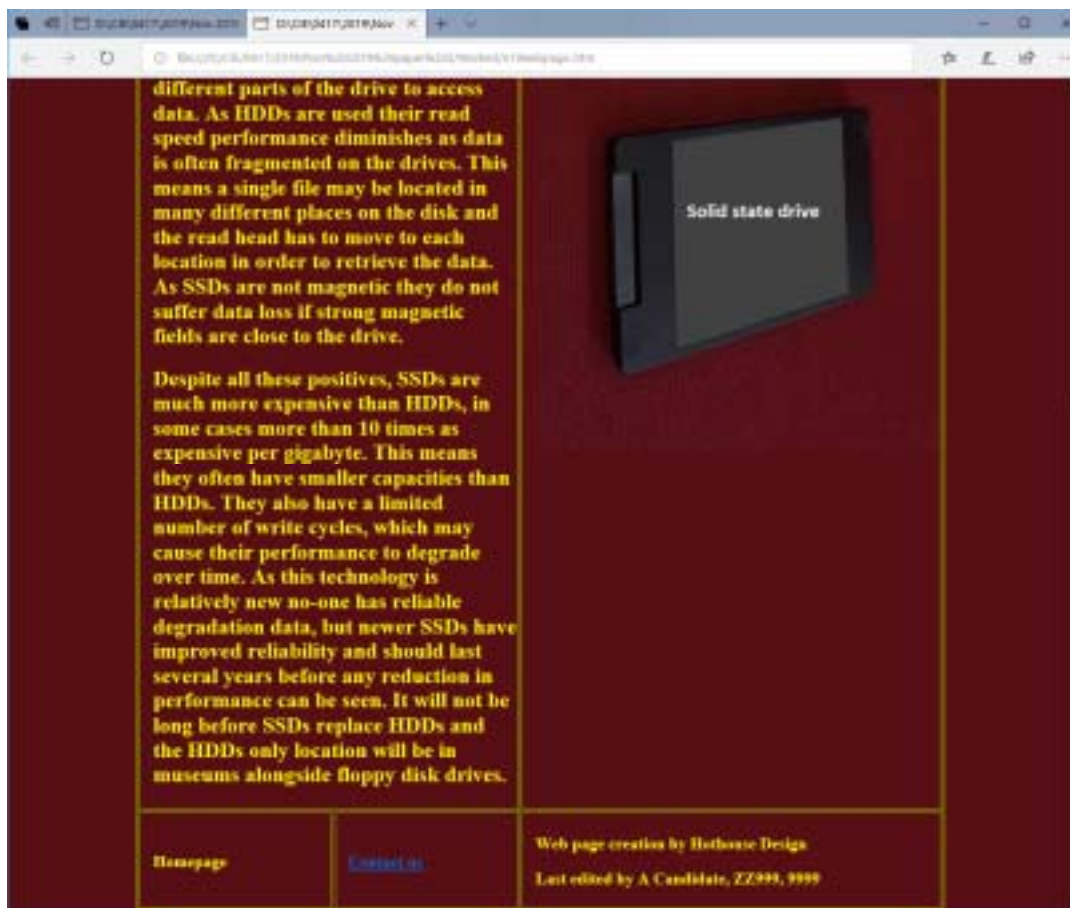 different parts of the drive to access
data. As HDDs are used their read
speed performance diminishes as data
is often fragmented on the drives. This
means a single file may be located in
many different places on the disk and
the read head has to move to each
location in order to retrieve the data.
As SSDs are not magnetic they do not
suffer data loss if strong magnetic
fields are close to the drive.
Despite all these positives, SSDs are
much more expensive than HDDs, in
some cases more than 10 times as
expensive per gigabyte. This means
they often have smaller capacities than
HDDs. They also have a limited
number of write cycles, which may
cause their performance to degrade
over time. As this technology is
relatively new no-one has reliable
degradation data, but newer SSDs have
improved reliability and should last
several years before any reduction in
performance can be seen. It will not be
long before SSDs replace HDDs and
the HDDs only location will be in
museums alongside floppy disk drives.
Solid state drive
Homepage
Contact us
Web page creation by Hothouse Design
Last edited by A Candidate, ZZ999, 9999